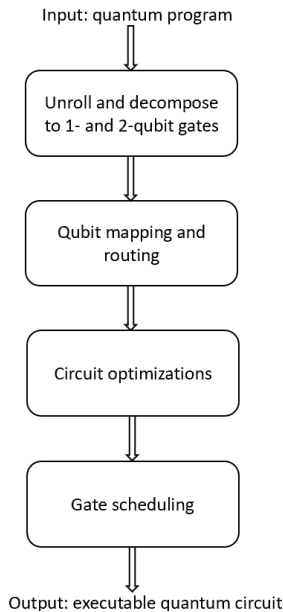 Input: quantum program
Unroll and decompose
to 1- and 2-qubit gates
Qubit mapping and
routing
Circuit optimizations
Gate scheduling
Output: executable quantum circuit